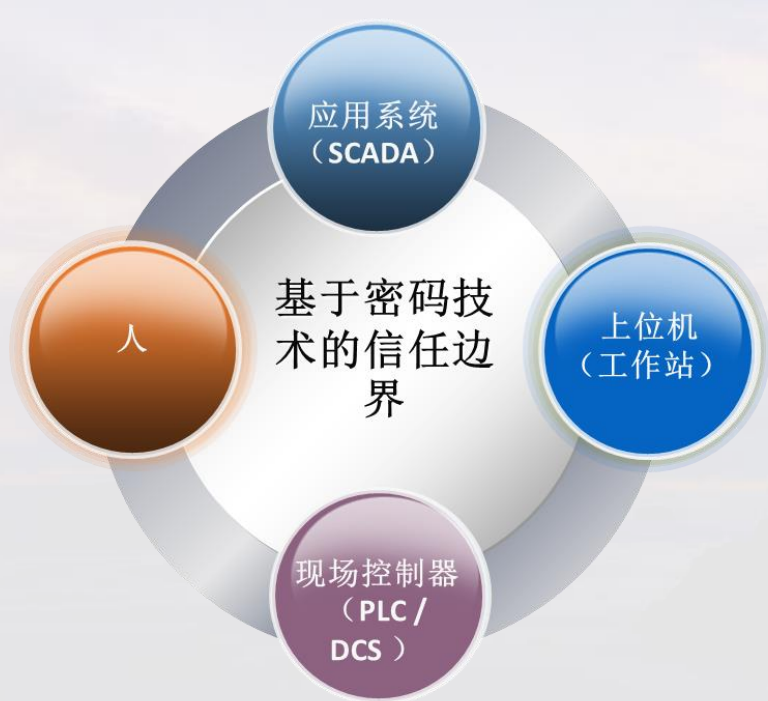 应用系统
（SCADA）
人
基于密码技
术的信任边
界
上位机
（工作站）
现场控制器
（PLC /
DCS ）